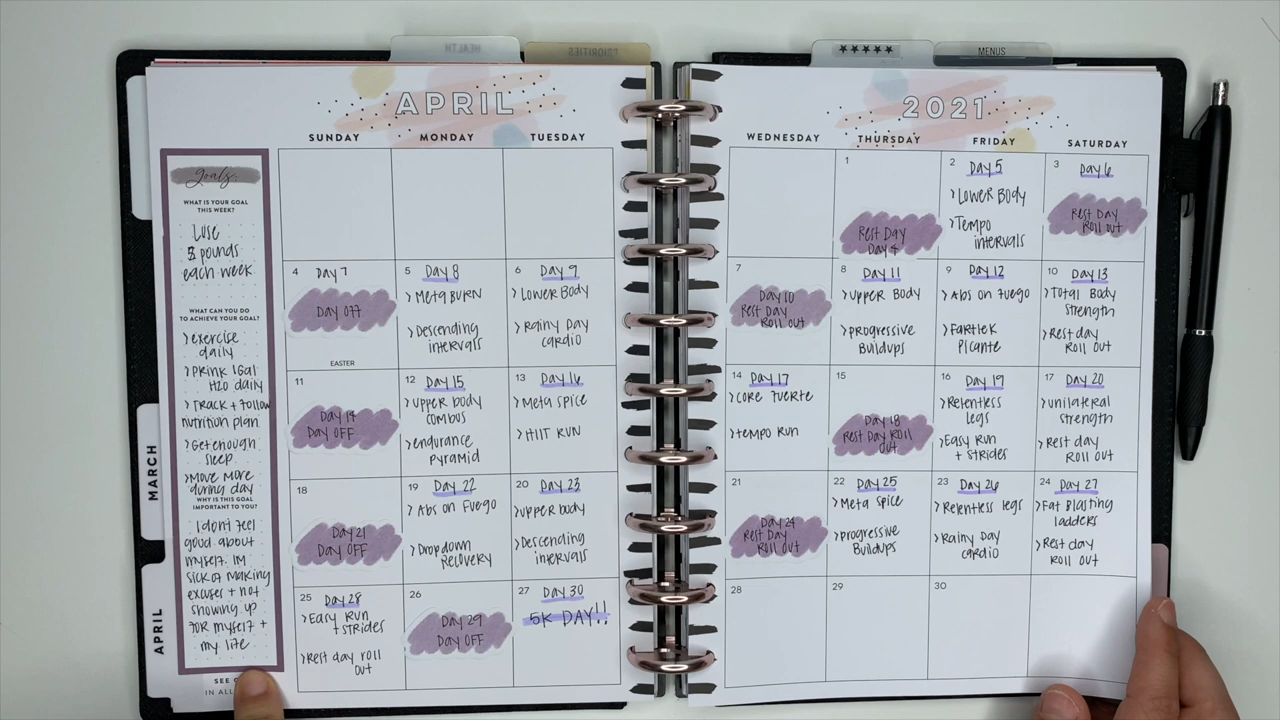 HEALTH
PRIORITIES
★★★★★
MENUS
APRIL
2021
SUNDAY
MONDAY
TUESDAY
WEDNESDAY
THURSDAY
FRIDAY
SATURDAY
Goals
WHAT IS YOUR GOAL
THIS WEEK?
Lose
pounds
each week
WHAT CAN YOU DO
TO ACHIEVE YOUR GOAL?
> exercise
daily
> Drink 1 Gal
H2O daily
> Track + Follow
nutrition plan
> Get enough
sleep
> Move More
during day
WHY IS THIS GOAL
IMPORTANT TO YOU?
I dont feel
good about
myself. Im
sick of making
excuses + not
showing up
for myself +
my life
SEE
IN ALL
MARCH
APRIL
1
Rest Day
Day 4
2
Day 5
> Lower Body
> Tempo
intervals
3
Day 6
Rest Day
Roll out
4
Day 7
Day Off
EASTER
5
Day 8
> Meta Burn
> Descending
intervals
6
Day 9
> Lower Body
> Rainy Day
cardio
7
Day 10
Rest Day
Roll out
8
Day 11
> Upper Body
> progressive
Buildups
9
Day 12
> Abs on Fuego
> Fartlek
Picante
10
Day 13
> Total Body
strength
> Rest day
Roll out
11
Day 14
Day OFF
12
Day 15
> Upper body
combos
> endurance
pyramid
13
Day 16
> Meta Spice
> HIIT RUN
14
Day 17
> Core Fuerte
> Tempo Run
15
Day 18
Rest Day Roll
out
16
Day 19
> Relentless
Legs
> Easy Run
+ Strides
17
Day 20
> unilateral
strength
> Rest day
Roll out
18
Day 21
Day OFF
19
Day 22
> Abs on Fuego
> Dropdown
Recovery
20
Day 23
> upper body
> Descending
intervals
21
Day 24
Rest Day
Roll out
22
Day 25
> Meta Spice
> progressive
Buildups
23
Day 26
> Relentless legs
> Rainy Day
cardio
24
Day 27
> Fat Blasting
ladders
> Rest day
Roll out
25
Day 28
> Easy Run
+ Strides
> Rest day roll
out
26
Day 29
Day OFF
27
Day 30
5K DAY!!
28
29
30